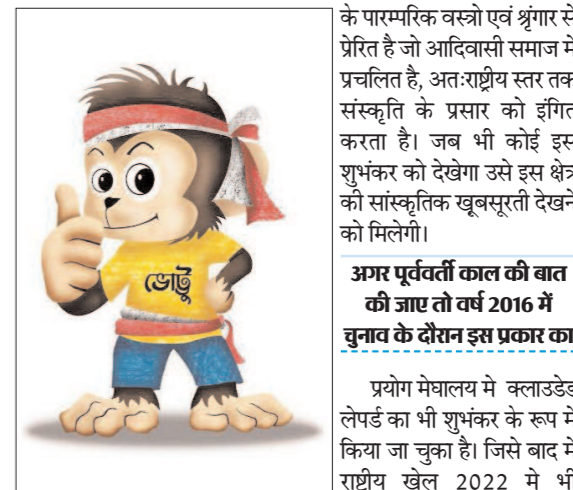 के पारम्परिक वस्त्रो एवं श्रृंगार से
प्रेरित है जो आदिवासी समाज में
प्रचलित है, अतःराष्ट्रीय स्तर तक
संस्कृति के प्रसार को इंगित
करता है। जब भी कोई इस
शुभंकर को देखेगा उसे इस क्षेत्र
की सांस्कृतिक खूबसूरती देखने
को मिलेगी।
अगर पूर्ववर्ती काल की बात
की जाए तो वर्ष 2016 में
चुनाव के दौरान इस प्रकार का
प्रयोग मेघालय मे क्लाउडेड
लेपर्ड का भी शुभंकर के रूप में
किया जा चुका है। जिसे बाद में
राष्ट्रीय खेल 2022 मे भी